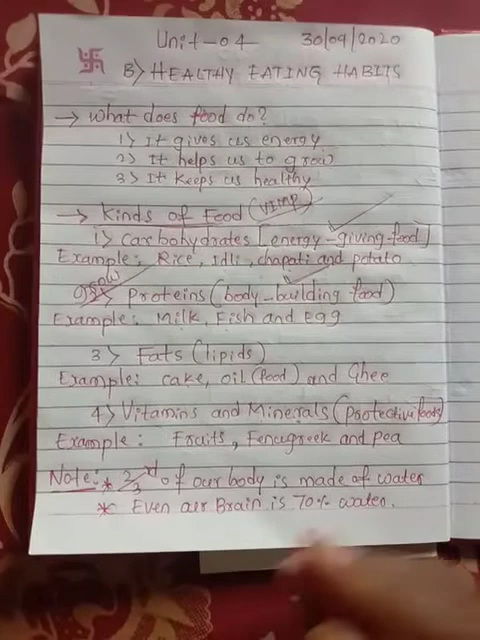 Unit-04 30/09/2020
B> HEALTHY EATING HABITS
→ What does food do?
1> It gives us energy
2> It helps us to grow
3> It keeps us healthy
→ Kinds of Food (VIMP)
1> Carbohydrates [energy-giving food]
Example: Rice, Idli, chapati and potato
grow
2> Proteins (body-building food)
Example: Milk, Fish and egg
3> Fats (lipids)
Example: cake, oil (food) and Ghee
4> Vitamins and Minerals (Protective foods)
Example: Fruits, Fenugreek and pea
Note: * 2/3rd of our body is made of water
* Even our Brain is 70% water.